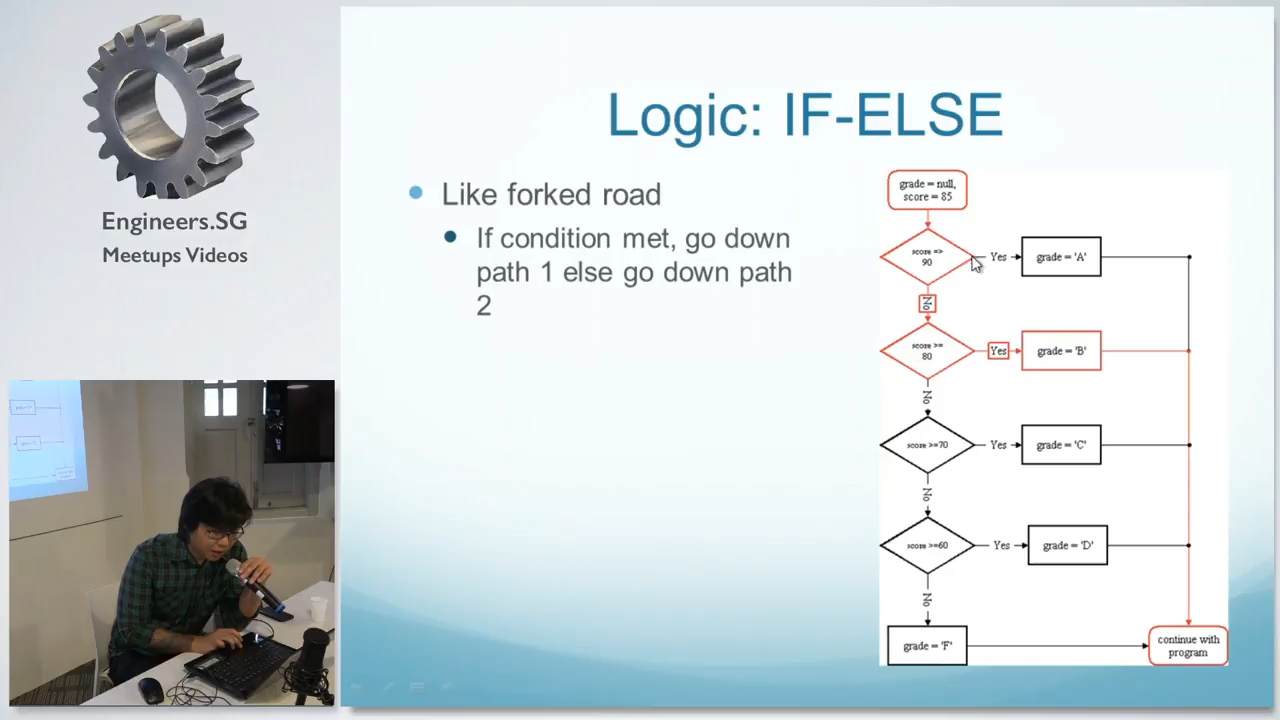 Engineers.SG
Meetups Videos
Logic: IF-ELSE
Like forked road
If condition met, go down
path 1 else go down path
2
grade = null,
score = 85
score =>
90
Yes
grade = 'A'
No
score >=
80
Yes
grade = 'B'
No
score >=70
Yes
grade = 'C'
No
score >=60
Yes
grade = 'D'
No
grade = 'F'
continue with
program